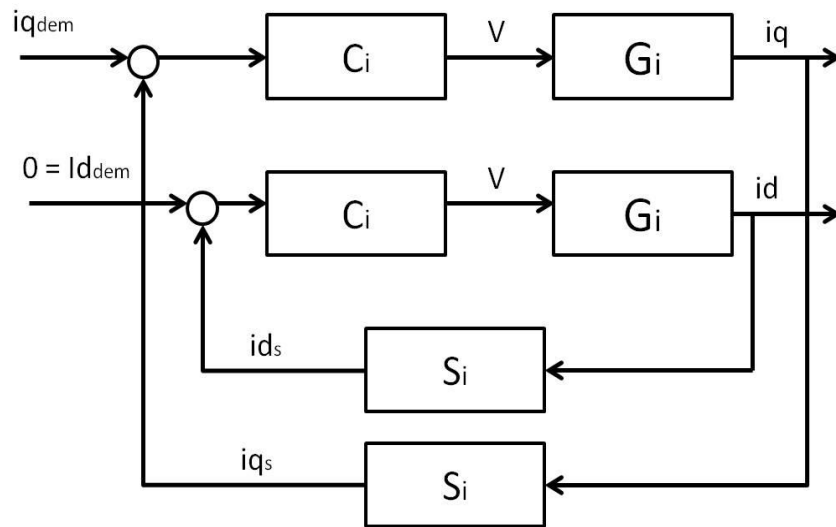 iqdem
Ci
V
Gi
iq
0 = Iddem
Ci
V
Gi
id
ids
Si
iqs
Si